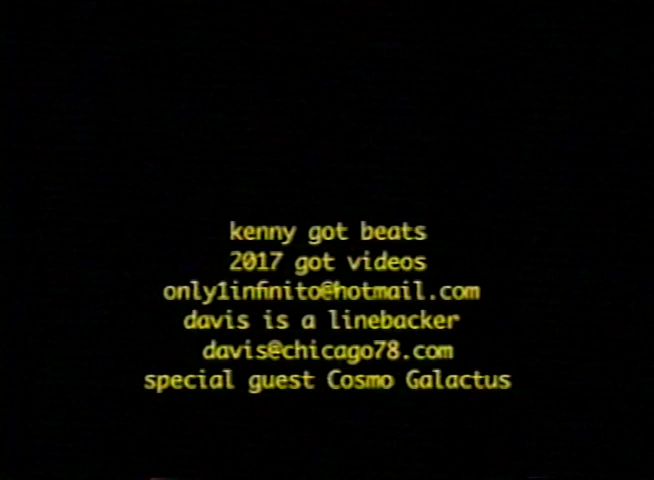 kenny got beats
2017 got videos
only1infinito@hotmail.com
davis is a linebacker
davis@chicago78.com
special guest Cosmo Galactus